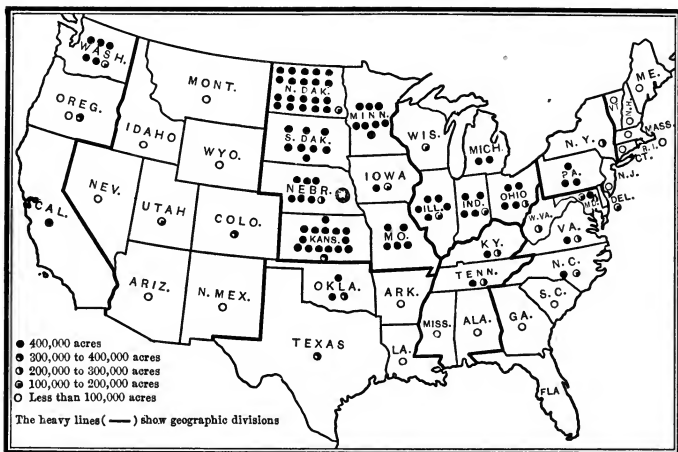 WASH.
OREG.
CAL.
IDAHO
NEV.
MONT.
WYO.
UTAH
COLO.
ARIZ.
N. MEX.
N. DAK.
S. DAK.
NEBR.
KANS.
OKLA.
TEXAS
MINN.
IOWA
MO.
ARK.
LA.
WIS.
MICH.
ILL.
IND.
OHIO
KY.
TENN.
MISS.
ALA.
GA.
FLA
S.C.
N.C.
VA.
W.VA.
MD.
DEL.
PA.
N.J.
N.Y.
CT.
R.I.
MASS.
VT.
N.H.
ME.
400,000 acres
300,000 to 400,000 acres
200,000 to 300,000 acres
100,000 to 200,000 acres
Less than 100,000 acres
The heavy lines (—) show geographic divisions